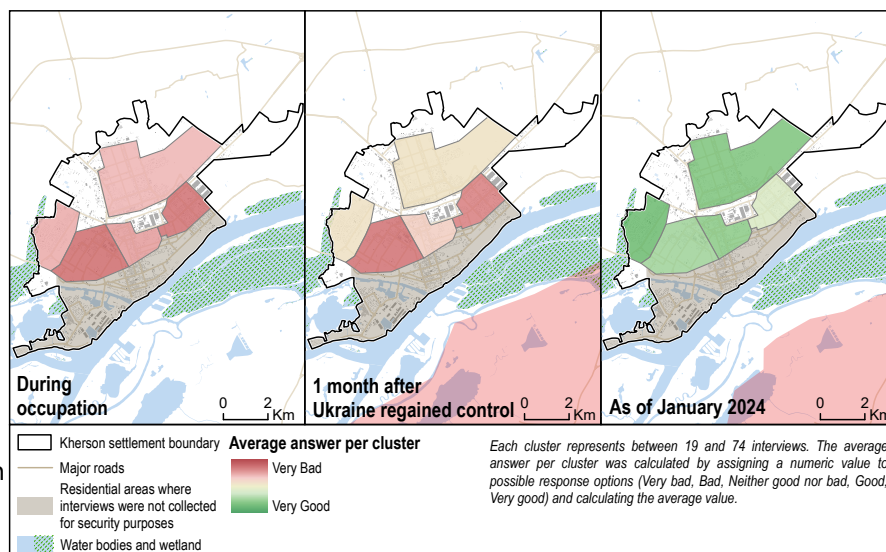 During
occupation
0 2
Km
1 month after
Ukraine regained control
0 2
Km
As of January 2024
0 2
Km
Kherson settlement boundary
Major roads
Residential areas where
interviews were not collected
for security purposes
Water bodies and wetland
Average answer per cluster
Very Bad
Very Good
Each cluster represents between 19 and 74 interviews. The average
answer per cluster was calculated by assigning a numeric value to
possible response options (Very bad, Bad, Neither good nor bad, Good,
Very good) and calculating the average value.